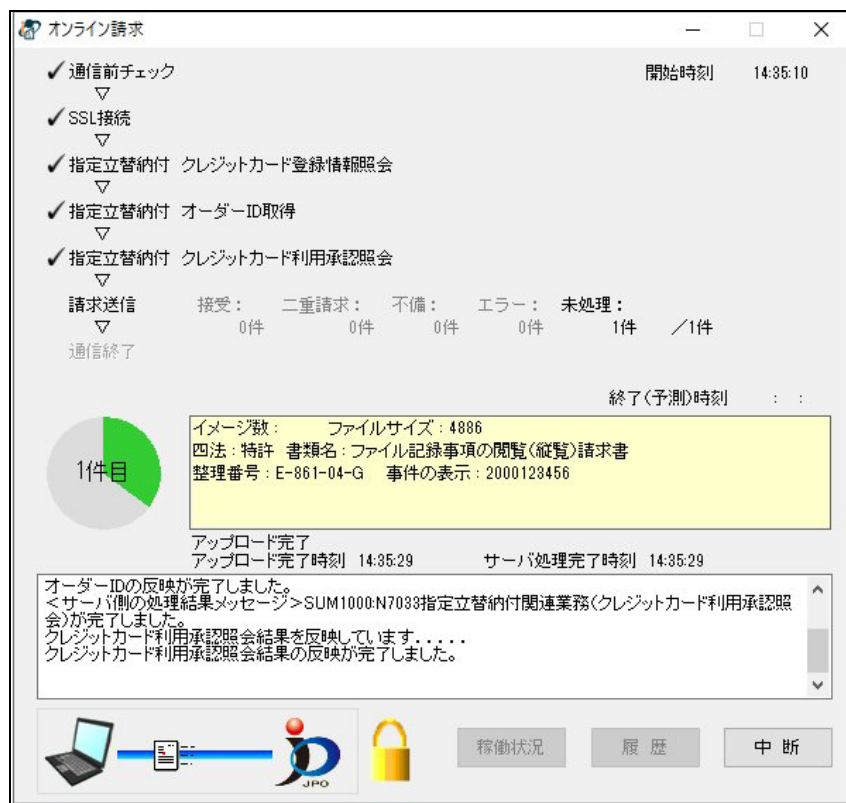 オンライン請求
✓通信前チェック 開始時刻 14:35:10
▽
✓SSL接続
▽
✓指定立替納付 クレジットカード登録情報照会
▽
✓指定立替納付 オーダーID取得
▽
✓指定立替納付 クレジットカード利用承認照会
▽
請求送信 接受: 二重請求: 不備: エラー: 未処理:
▽ 0件 0件 0件 0件 1件 /1件
通信終了
終了(予測)時刻 : :
イメージ数: ファイルサイズ:4886
四法:特許 書類名:ファイル記録事項の閲覧(縦覧)請求書
1件目
整理番号:E-861-04-G 事件の表示:2000123456
アップロード完了
アップロード完了時刻 14:35:29 サーバ処理完了時刻 14:35:29
オーダーIDの反映が完了しました。
<サーバ側の処理結果メッセージ>SUM1000:N7033指定立替納付関連業務(クレジットカード利用承認照
会)が完了しました。
クレジットカード利用承認照会結果を反映しています.....
クレジットカード利用承認照会結果の反映が完了しました。
稼働状況 履 歴 中 断
JPO